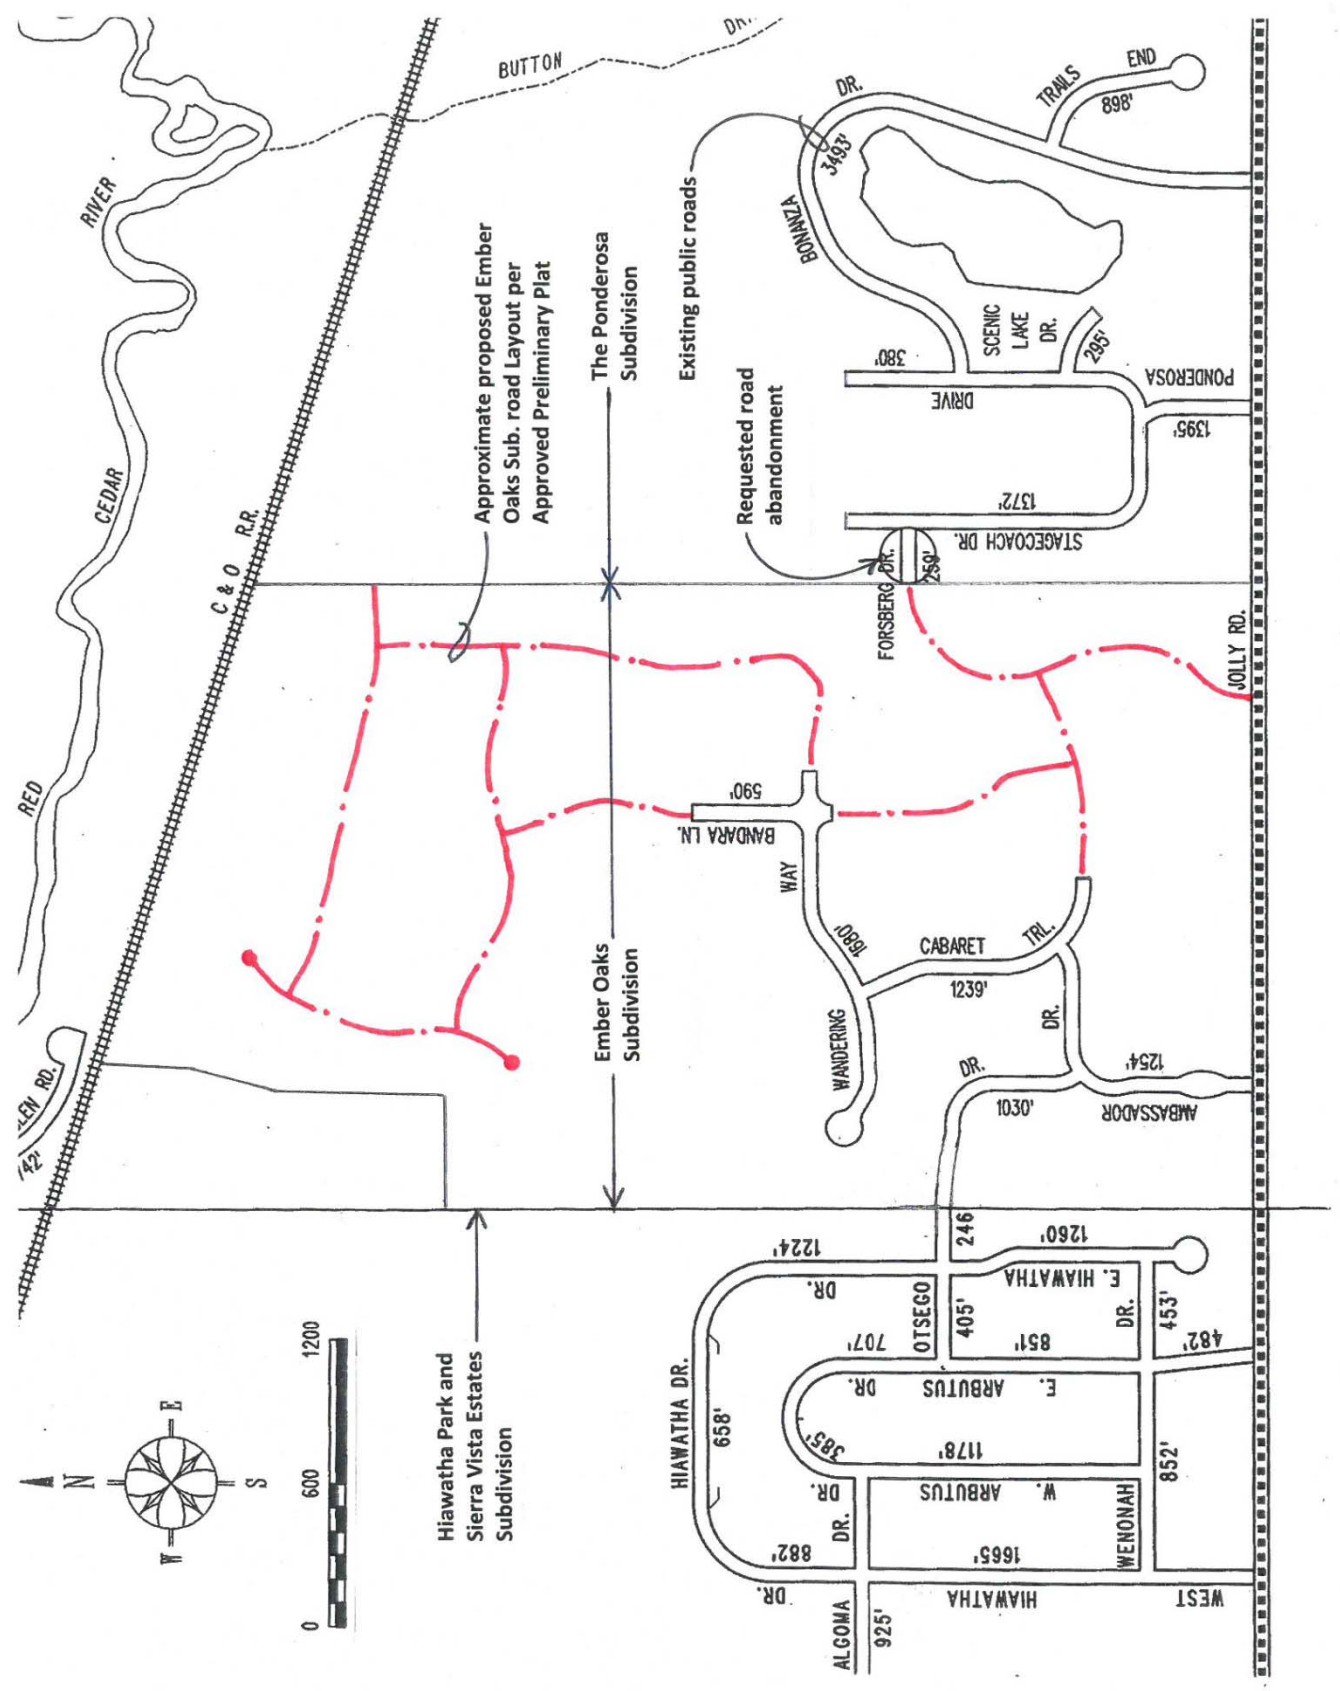 BUTTON
DR.
RIVER
CEDAR
RED
C & O R.R.
GLEN RD.
742'
Approximate proposed Ember
Oaks Sub. road Layout per
Approved Preliminary Plat
The Ponderosa
Subdivision
Existing public roads
Requested road
abandonment
Ember Oaks
Subdivision
Hiawatha Park and
Sierra Vista Estates
Subdivision
DR.
3493'
BONANZA
TRAILS
END
898'
SCENIC
LAKE
DR.
295'
380'
DRIVE
PONDEROSA
1395'
1372'
STAGECOACH DR.
FORSBERG DR.
259'
JOLLY RD.
590'
BANDARA LN.
WAY
1680'
WANDERING
CABARET
TRL.
1239'
DR.
DR.
1030'
1254'
AMBASSADOR
246
1224'
DR.
OTSEGO
405'
1260'
E. HIAWATHA
DR.
453'
482'
707'
DR.
851'
E. ARBUTUS
HIAWATHA DR.
658'
385'
1178'
W. ARBUTUS
DR.
DR.
WENONAH
852'
882'
DR.
1665'
HIAWATHA
WEST
ALGOMA
925'
N
E
S
W
0
600
1200